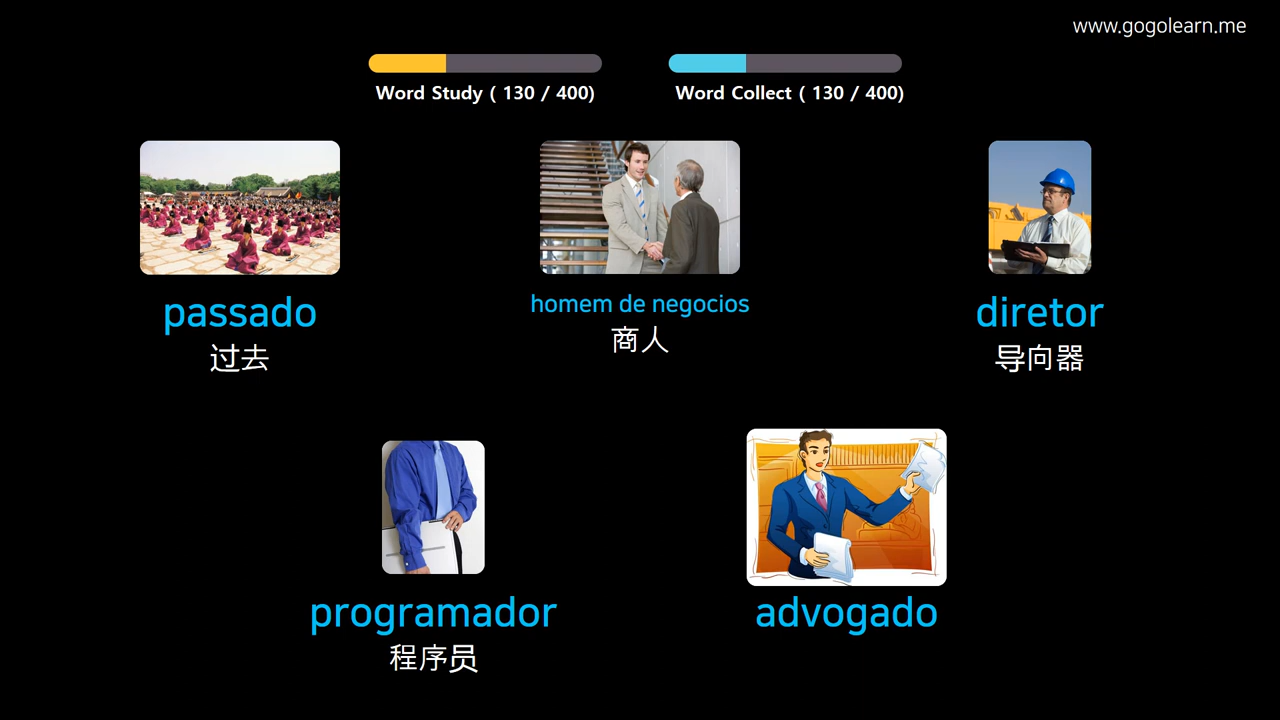 www.gogolearn.me
Word Study ( 130 / 400)
Word Collect ( 130 / 400)
passado
过去
homem de negocios
商人
diretor
导向器
programador
程序员
advogado